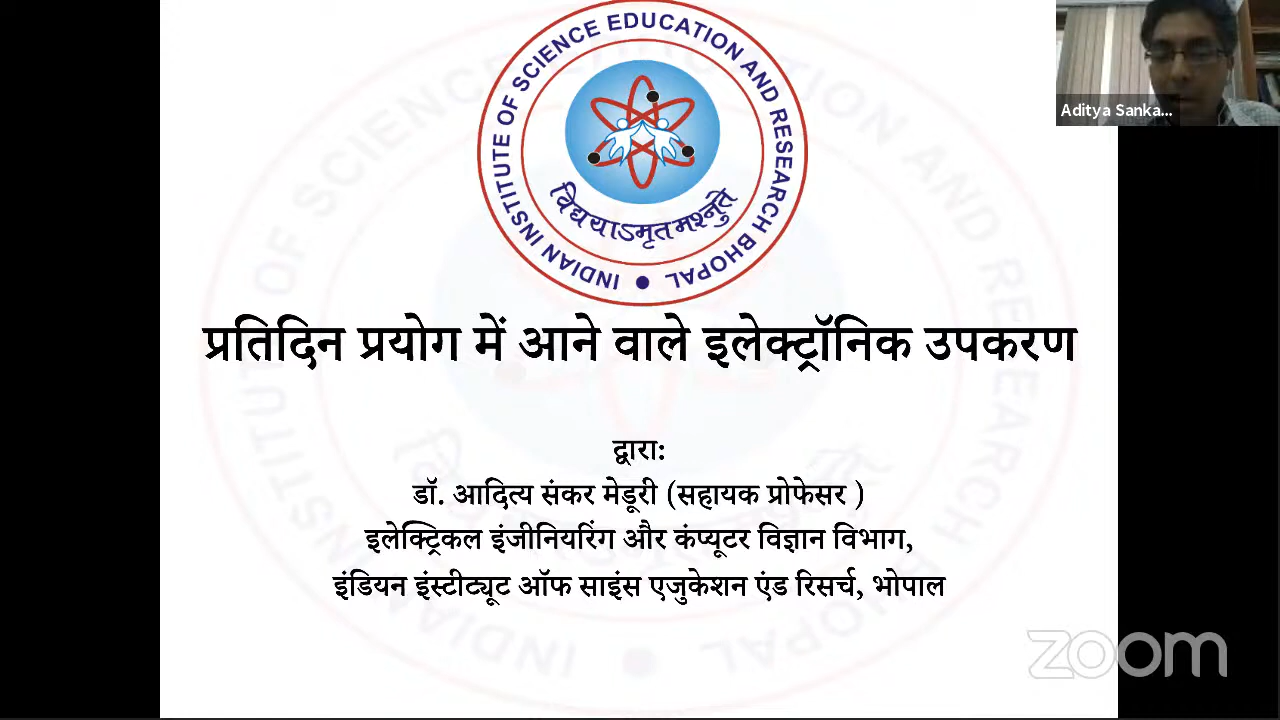 INDIAN INSTITUTE OF SCIENCE EDUCATION AND RESEARCH BHOPAL
विद्ययाऽमृतमश्नुते
Aditya Sanka...
प्रतिदिन प्रयोग में आने वाले इलेक्ट्रॉनिक उपकरण
द्वारा:
डॉ. आदित्य संकर मेडूरी (सहायक प्रोफेसर )
इलेक्ट्रिकल इंजीनियरिंग और कंप्यूटर विज्ञान विभाग,
इंडियन इंस्टीट्यूट ऑफ साइंस एजुकेशन एंड रिसर्च, भोपाल
zoom